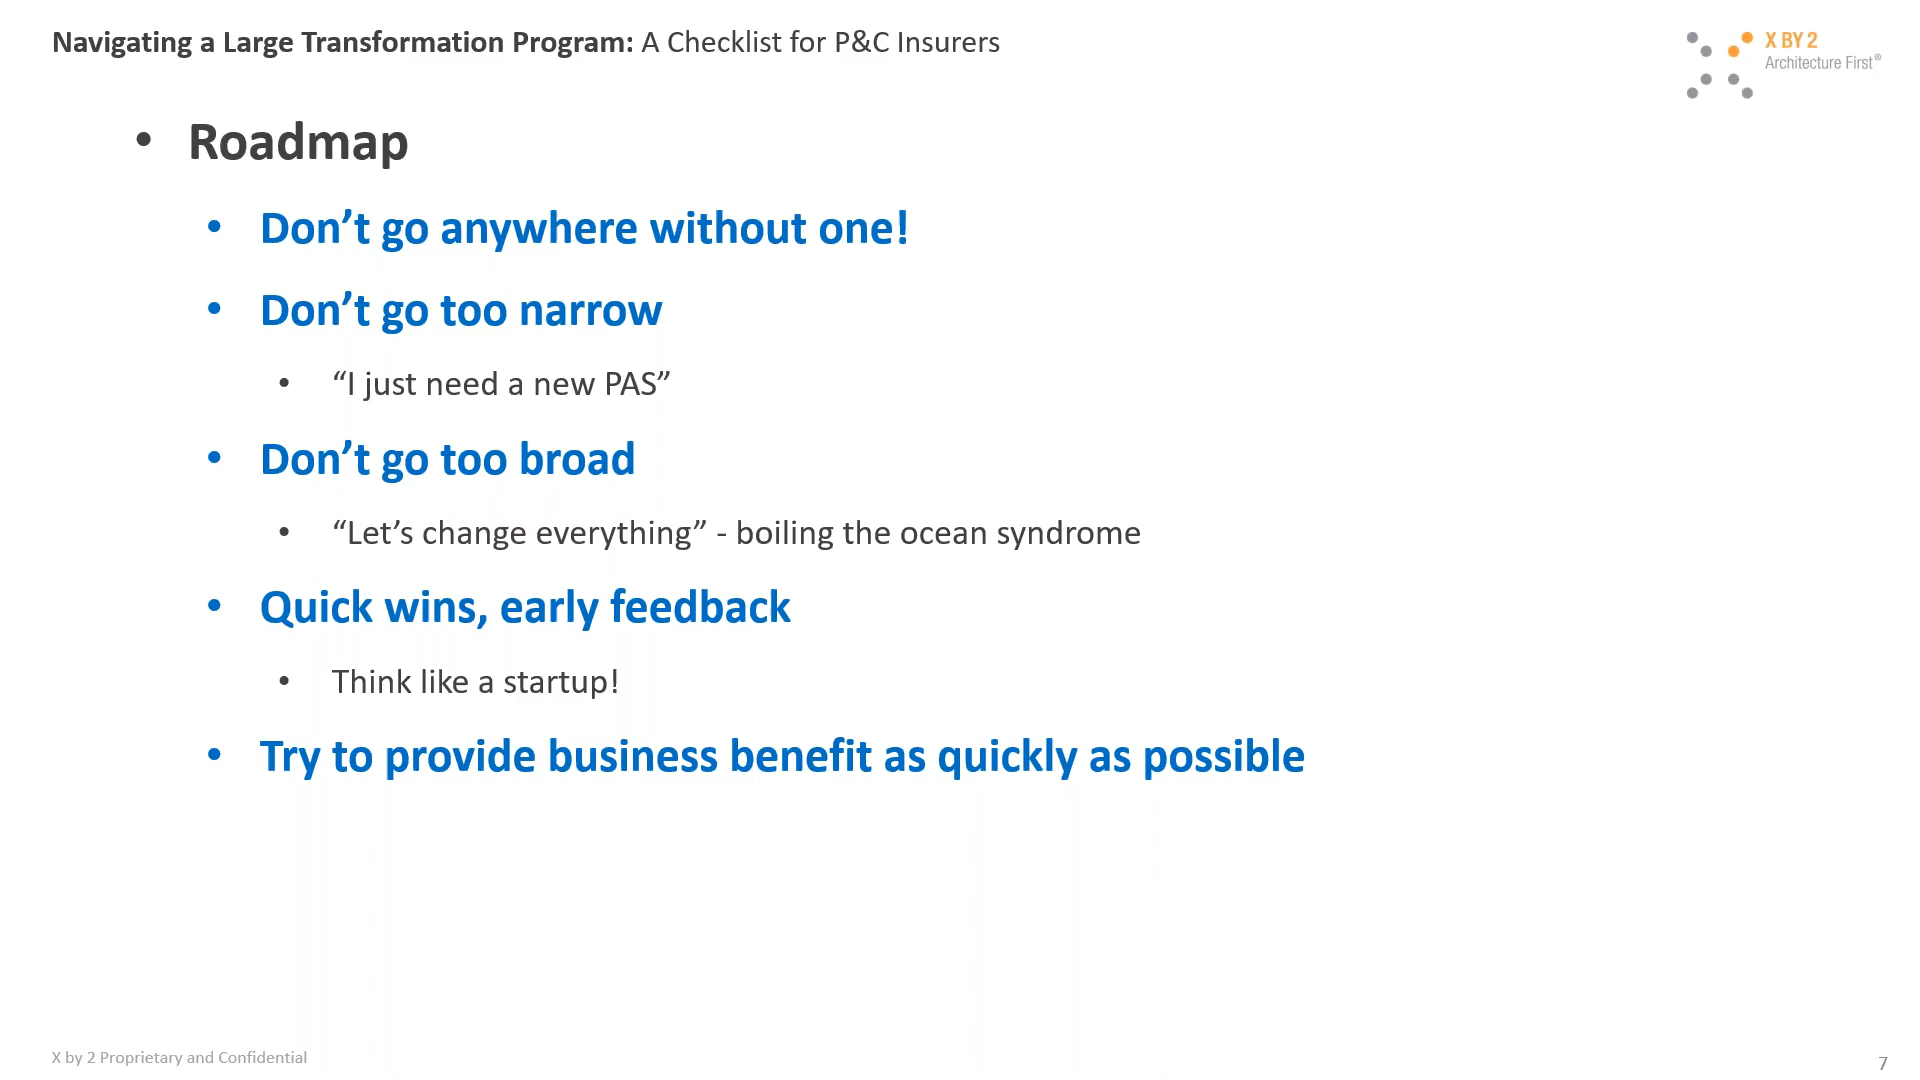 Navigating a Large Transformation Program: A Checklist for P&C Insurers
X BY 2
Architecture First®
• Roadmap
• Don’t go anywhere without one!
• Don’t go too narrow
• “I just need a new PAS”
• Don’t go too broad
• “Let’s change everything” - boiling the ocean syndrome
• Quick wins, early feedback
• Think like a startup!
• Try to provide business benefit as quickly as possible
X by 2 Proprietary and Confidential
7